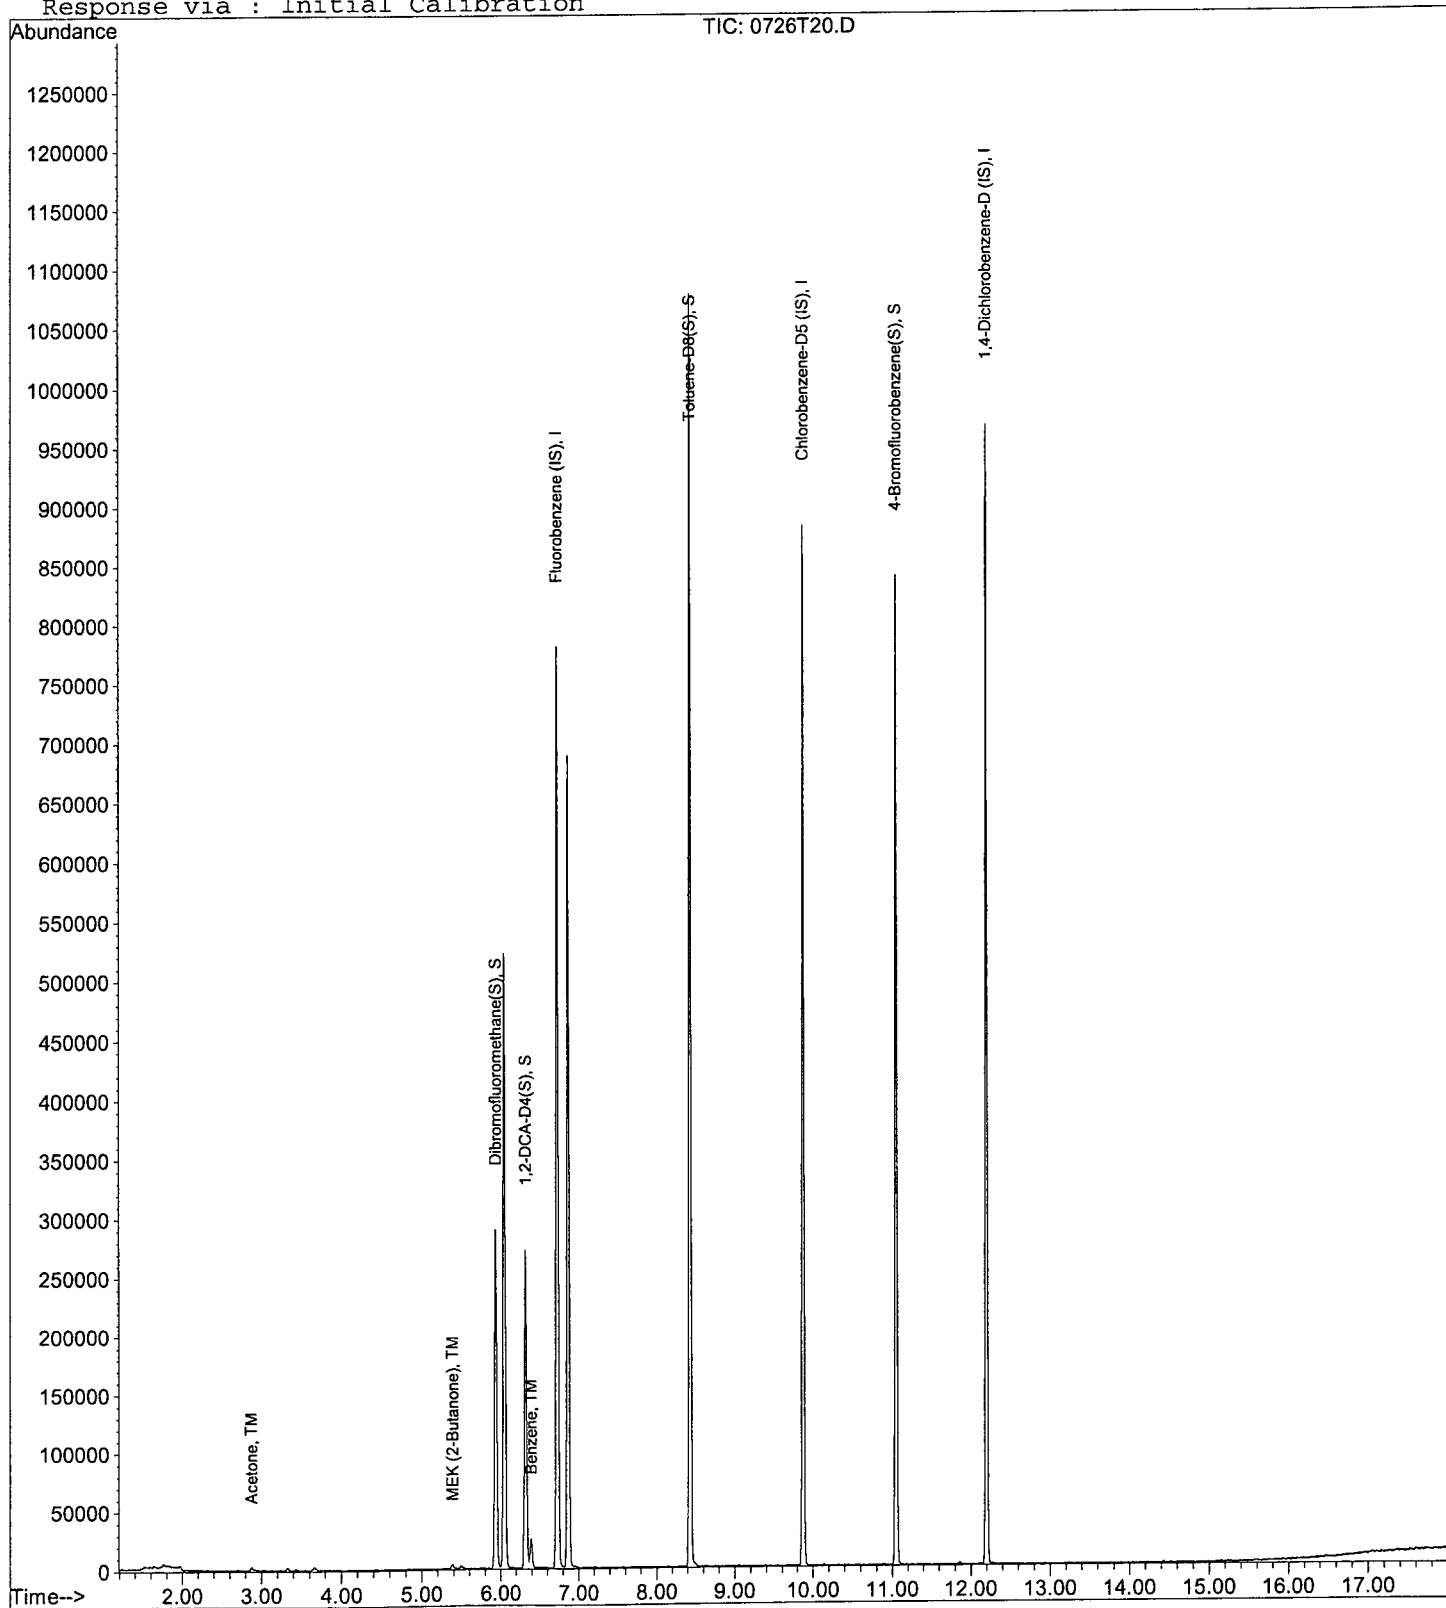 Response via : Initial Calibration
Abundance
TIC: 0726T20.D
1250000
1200000
1150000
1100000
1050000
1000000
950000
900000
850000
800000
750000
700000
650000
600000
550000
500000
450000
400000
350000
300000
250000
200000
150000
100000
50000
0
Acetone, TM
MEK (2-Butanone), TM
Dibromofluoromethane(S), S
1,2-DCA-D4(S), S
Benzene, TM
Fluorobenzene (IS), I
Toluene-D8(S), S
Chlorobenzene-D5 (IS), I
4-Bromofluorobenzene(S), S
1,4-Dichlorobenzene-D (IS), I
Time-->
2.00 3.00 4.00 5.00 6.00 7.00 8.00 9.00 10.00 11.00 12.00 13.00 14.00 15.00 16.00 17.00